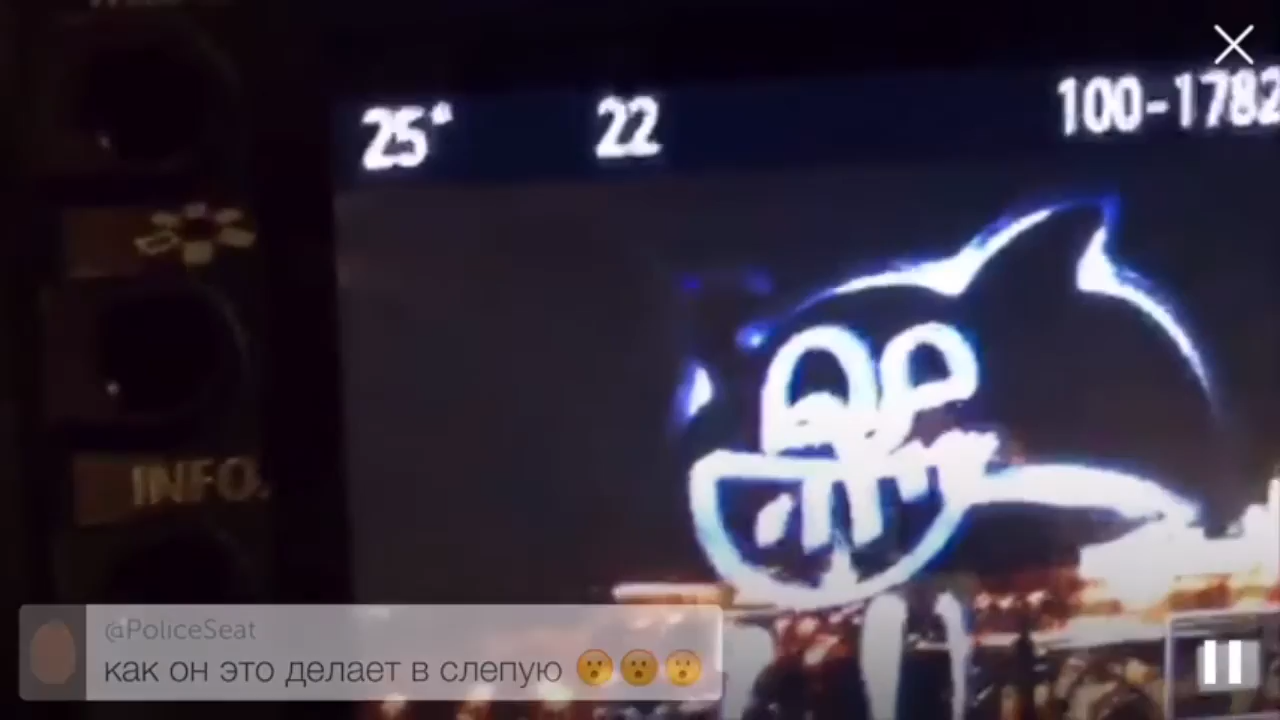 25°
22
100-1782
INFO.
@PoliceSeat
как он это делает в слепую 😮😮😮